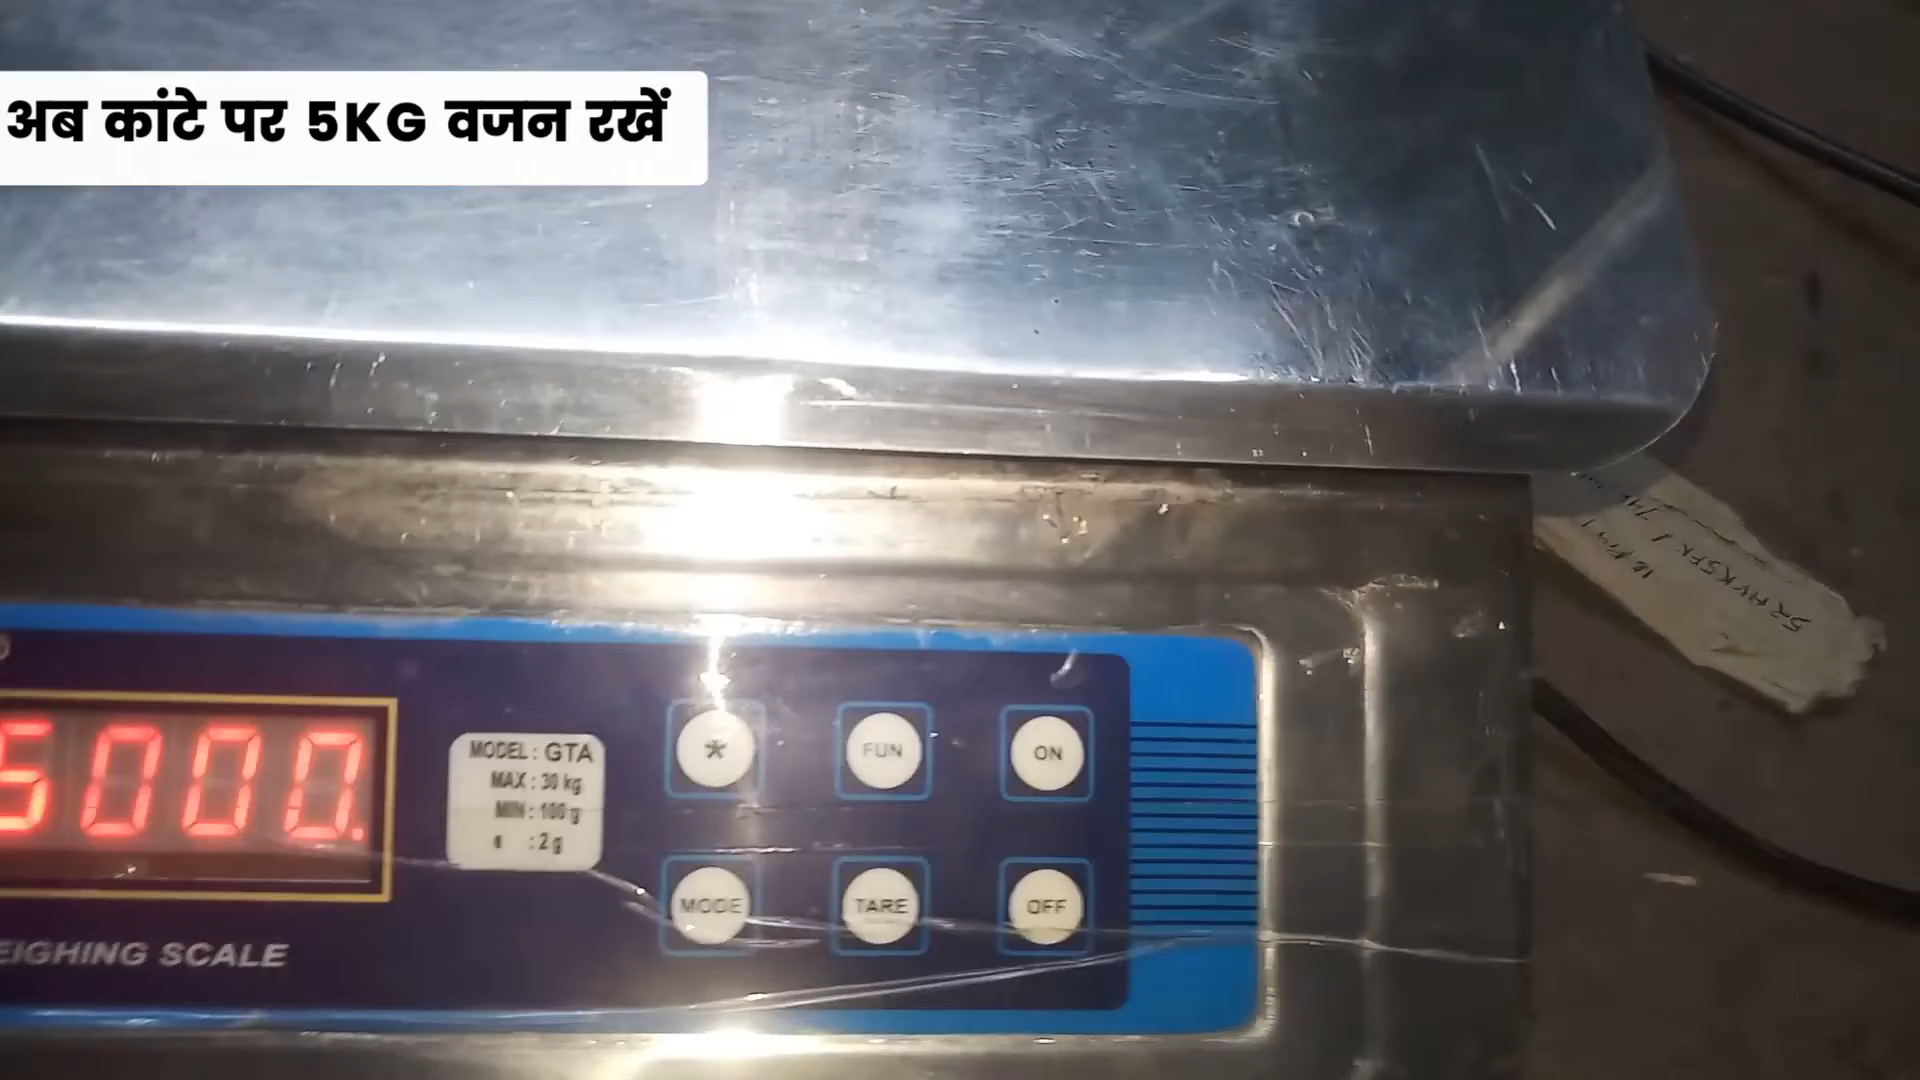 अब कांटे पर 5KG वजन रखें
5000.
MODEL : GTA
MAX : 30 kg
MIN : 100 g
e : 2 g
*
FUN
ON
MODE
TARE
OFF
EIGHING SCALE